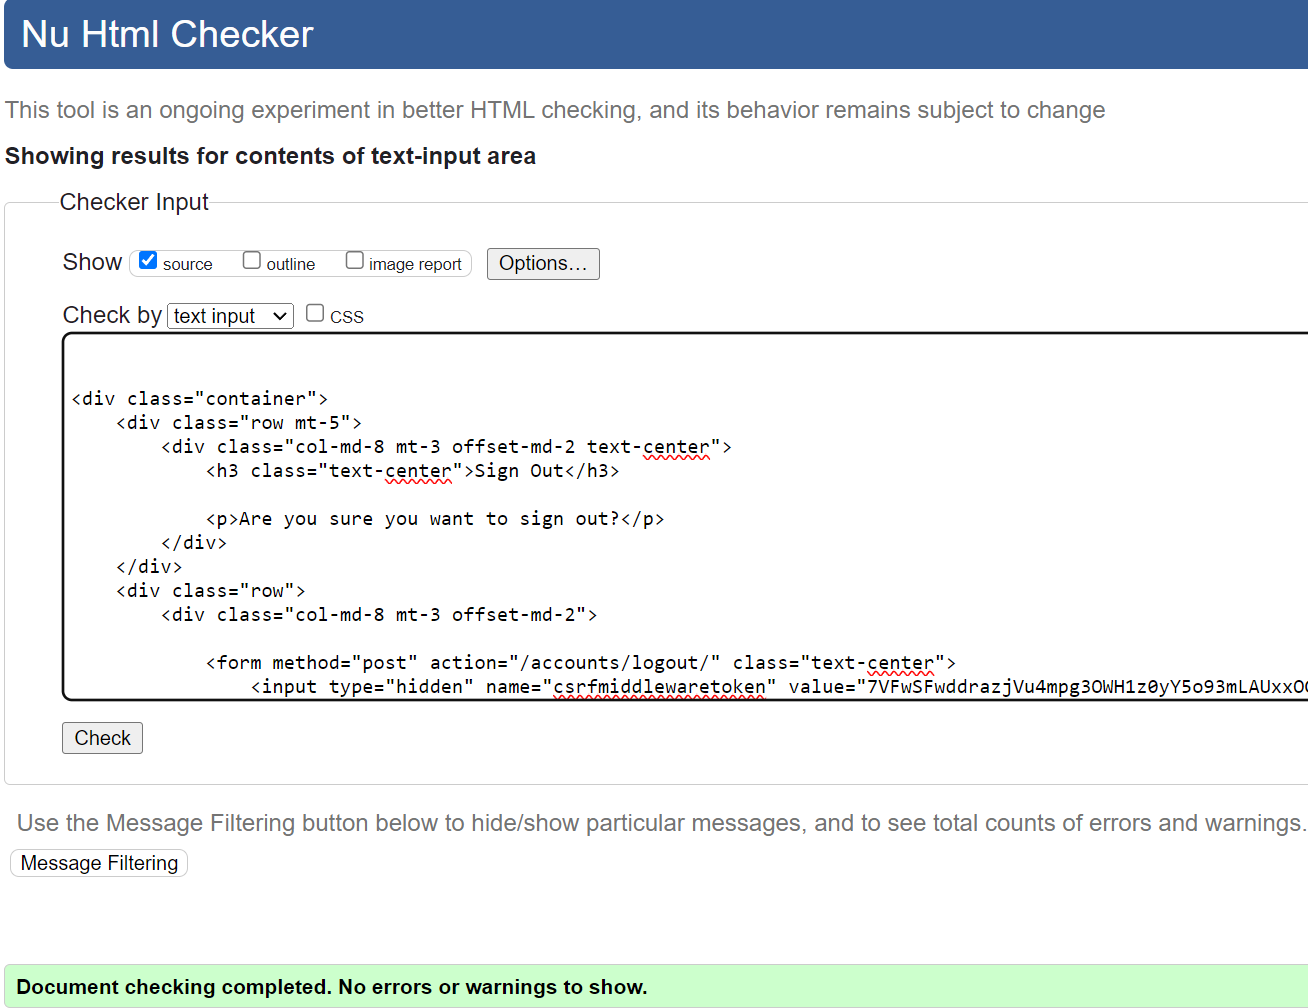 Nu Html Checker
This tool is an ongoing experiment in better HTML checking, and its behavior remains subject to change
Showing results for contents of text-input area
Checker Input
Show source outline image report Options...
Check by text input CSS
<div class="container">
<div class="row mt-5">
<div class="col-md-8 mt-3 offset-md-2 text-center">
<h3 class="text-center">Sign Out</h3>
<p>Are you sure you want to sign out?</p>
</div>
</div>
<div class="row">
<div class="col-md-8 mt-3 offset-md-2">
<form method="post" action="/accounts/logout/" class="text-center">
<input type="hidden" name="csrfmiddlewaretoken" value="7VFwSFwddrazjVu4mpg3OWH1z0yY5o93mLAUxxO
Check
Use the Message Filtering button below to hide/show particular messages, and to see total counts of errors and warnings.
Message Filtering
Document checking completed. No errors or warnings to show.